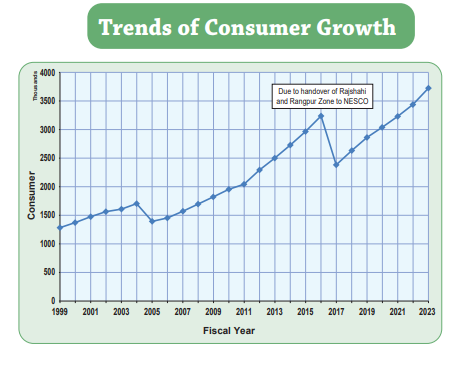 Trends of Consumer Growth
Thousands
4000
3500
3000
2500
2000
1500
1000
500
0
Consumer
Due to handover of Rajshahi
and Rangpur Zone to NESCO
1999 2001 2003 2005 2007 2009 2011 2013 2015 2017 2019 2021 2023
Fiscal Year